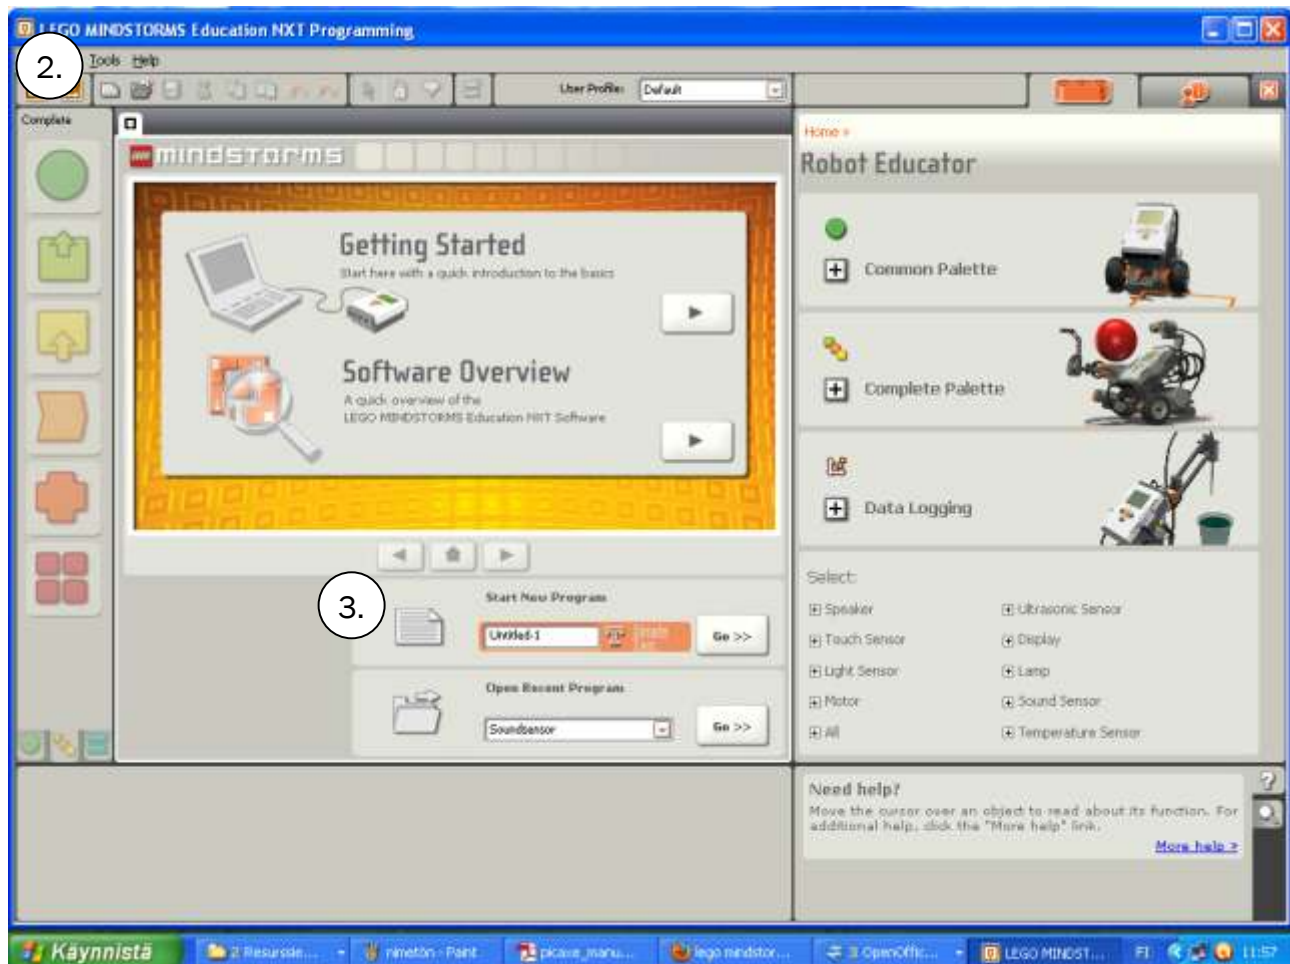 LEGO MINDSTORMS Education NXT Programming
2.
Tools Help
User Profile: Default
Complete
mindstorms
Getting Started
Start here with a quick introduction to the basics
Software Overview
A quick overview of the
LEGO MINDSTORMS Education NXT Software
3.
Start New Program
Untitled-1
Go >>
Open Recent Program
Soundsensor
Go >>
Home »
Robot Educator
Common Palette
Complete Palette
Data Logging
Select:
Speaker
Ultrasonic Sensor
Touch Sensor
Display
Light Sensor
Lamp
Motor
Sound Sensor
All
Temperature Sensor
Need help?
Move the cursor over an object to read about its function. For
additional help, click the "More help" link.
More help »
Käynnistä
nimetön - Paint
picaxe_manu...
lego mindstor...
3 OpenOffic...
LEGO MINDST...
FI
11:57